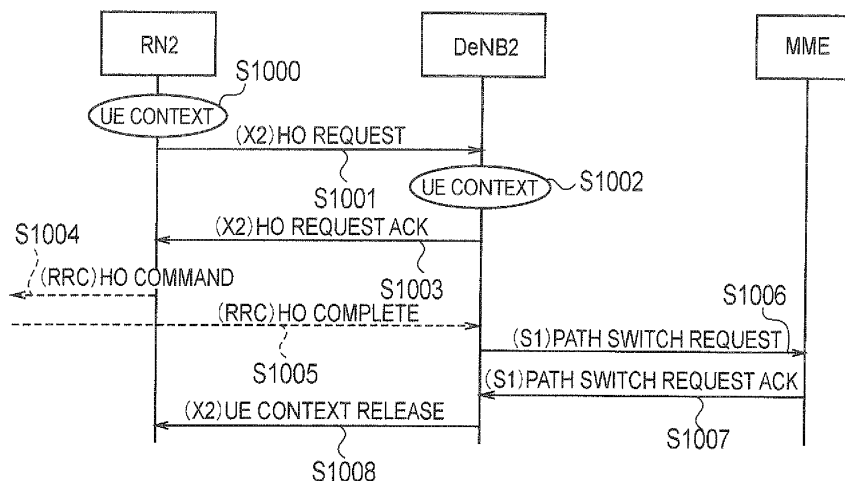 RN2
DeNB2
MME
S1000
UE CONTEXT
(X2)HO REQUEST
S1001
UE CONTEXT
S1002
(X2)HO REQUEST ACK
S1003
S1004
(RRC)HO COMMAND
(RRC)HO COMPLETE
S1005
S1006
(S1)PATH SWITCH REQUEST
(S1)PATH SWITCH REQUEST ACK
S1007
(X2)UE CONTEXT RELEASE
S1008